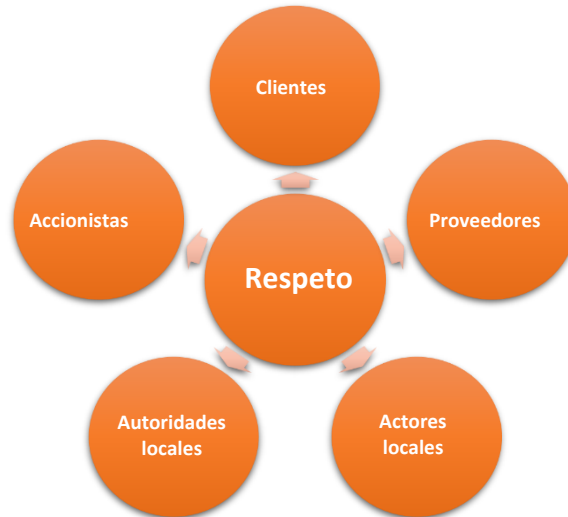 Clientes
Accionistas
Proveedores
Respeto
Autoridades
locales
Actores
locales